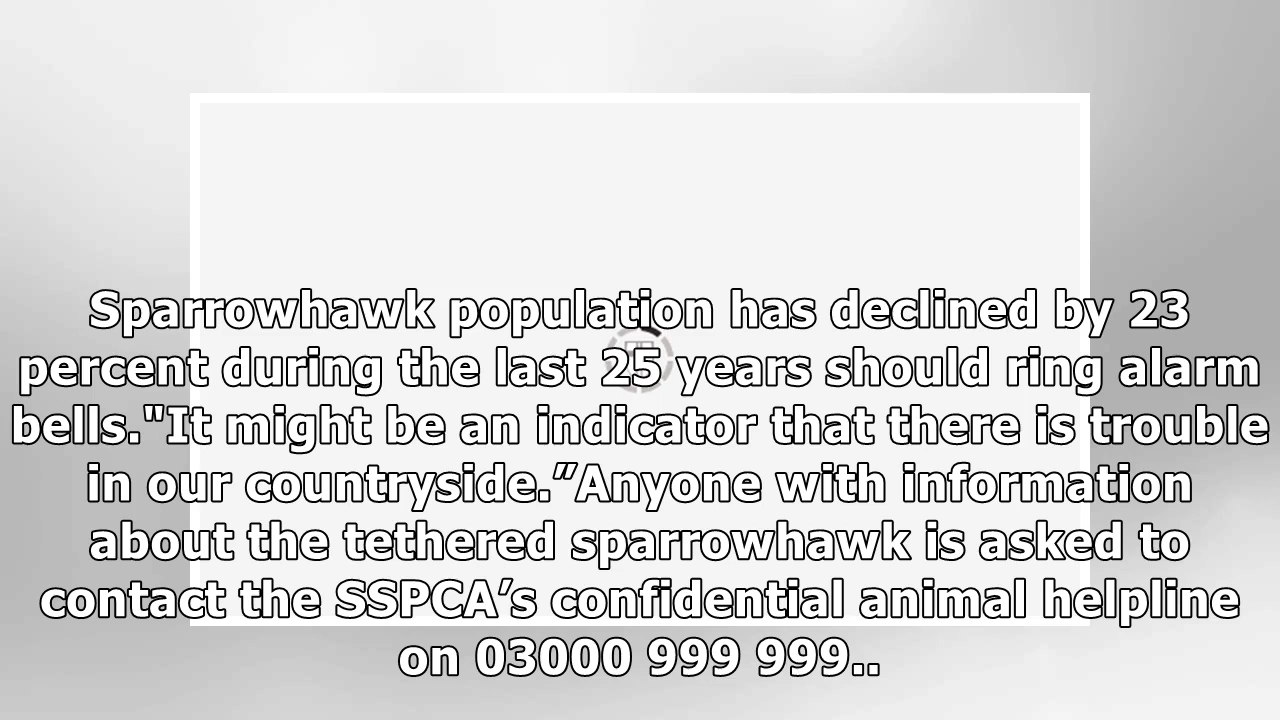 Sparrowhawk population has declined by 23
percent during the last 25 years should ring alarm
bells."It might be an indicator that there is trouble
in our countryside.”Anyone with information
about the tethered sparrowhawk is asked to
contact the SSPCA’s confidential animal helpline
on 03000 999 999..